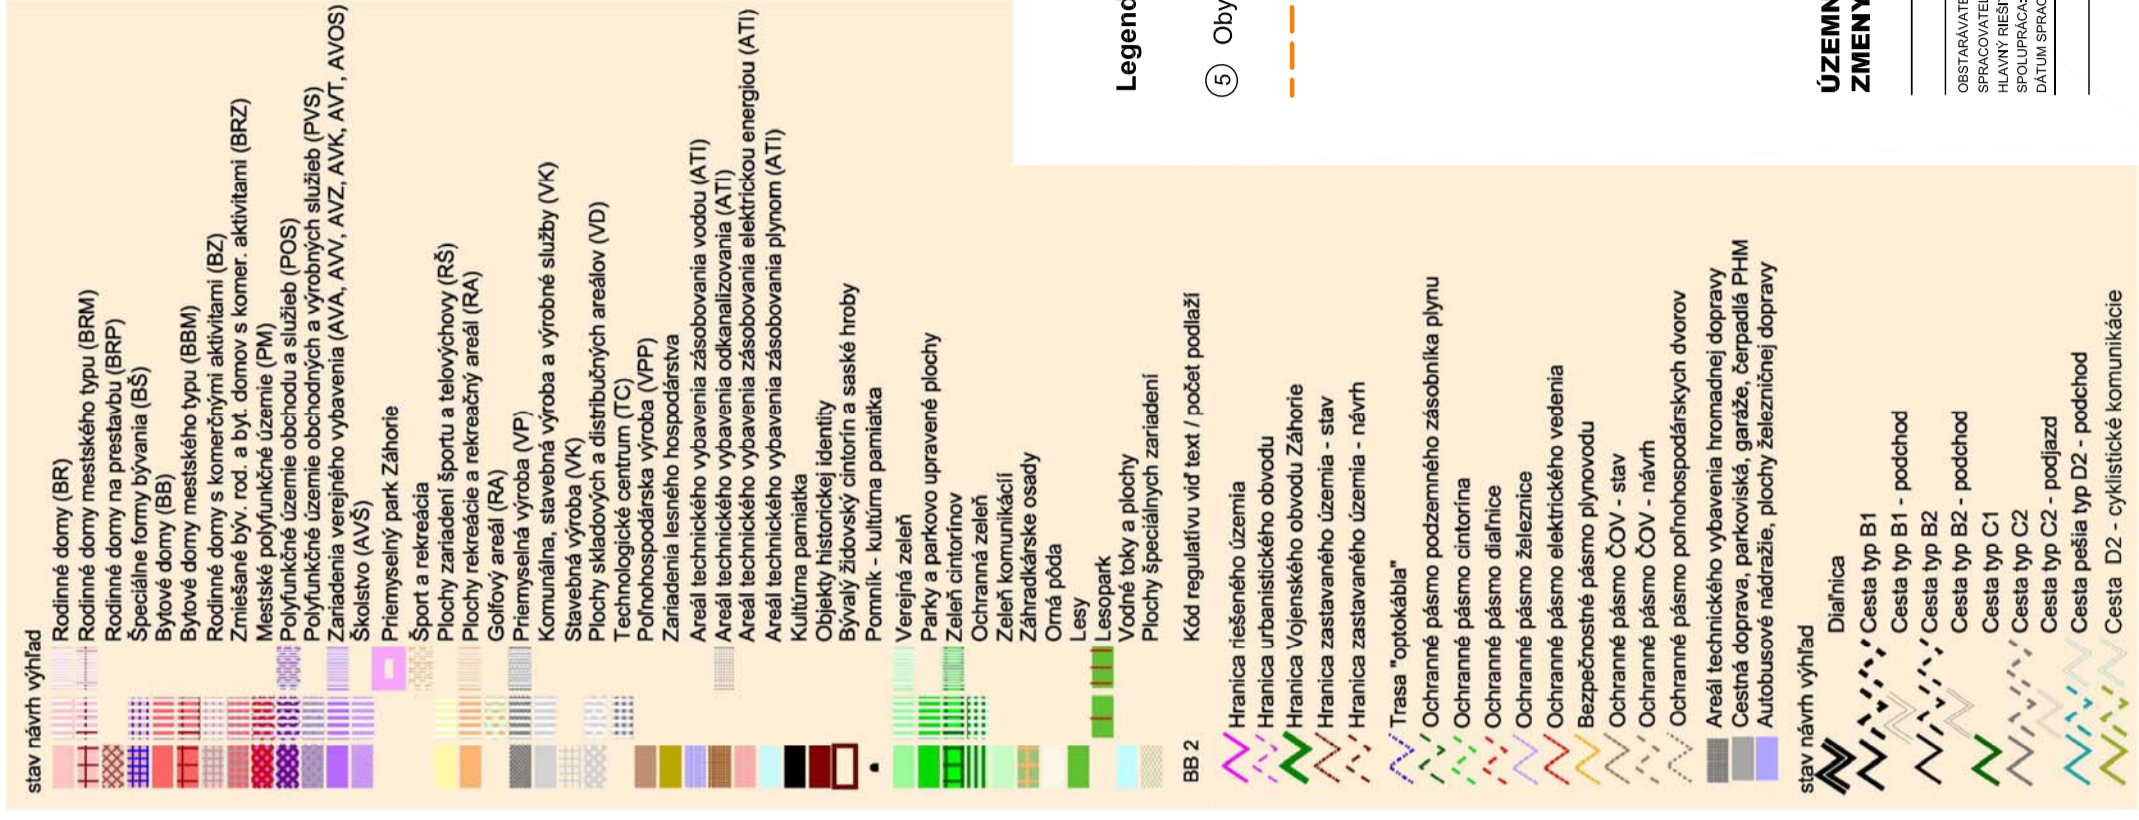 stav návrh výhľad
Rodinné domy (BR)
Rodinné domy mestského typu (BRM)
Rodinné domy na prestavbu (BRP)
Špeciálne formy bývania (BŠ)
Bytové domy (BB)
Bytové domy mestského typu (BBM)
Rodinné domy s komerčnými aktivitami (BZ)
Zmiešané býv. rod. a byt. domov s komer. aktivitami (BRZ)
Mestské polyfunkčné územie (PM)
Polyfunkčné územie obchodu a služieb (POS)
Polyfunkčné územie obchodných a výrobných služieb (PVS)
Zariadenia verejného vybavenia (AVA, AVV, AVZ, AVK, AVT, AVOS)
Školstvo (AVŠ)
Priemyselný park Záhorie
Šport a rekreácia
Plochy zariadení športu a telovýchovy (RŠ)
Plochy rekreácie a rekreačný areál (RA)
Golfový areál (RA)
Priemyselná výroba (VP)
Komunálna, stavebná výroba a výrobné služby (VK)
Stavebná výroba (VK)
Plochy skladových a distribučných areálov (VD)
Technologické centrum (TC)
Poľnohospodárska výroba (VPP)
Zariadenia lesného hospodárstva
Areál technického vybavenia zásobovania vodou (ATI)
Areál technického vybavenia odkanalizovania (ATI)
Areál technického vybavenia zásobovania elektrickou energiou (ATI)
Areál technického vybavenia zásobovania plynom (ATI)
Kultúrna pamiatka
Objekty historickej identity
Bývalý židovský cintorín a saské hroby
Pomník - kultúrna pamiatka
Verejná zeleň
Parky a parkovo upravené plochy
Zeleň cintorínov
Ochranná zeleň
Zeleň komunikácií
Záhradkárske osady
Orná pôda
Lesy
Lesopark
Vodné toky a plochy
Plochy špeciálnych zariadení
BB 2 Kód regulatívu viď text / počet podlaží
Hranica riešeného územia
Hranica urbanistického obvodu
Hranica Vojenského obvodu Záhorie
Hranica zastavaného územia - stav
Hranica zastavaného územia - návrh
Trasa "optokábla"
Ochranné pásmo podzemného zásobníka plynu
Ochranné pásmo cintorína
Ochranné pásmo diaľnice
Ochranné pásmo železnice
Ochranné pásmo elektrického vedenia
Bezpečnostné pásmo plynovodu
Ochranné pásmo ČOV - stav
Ochranné pásmo ČOV - návrh
Ochranné pásmo poľnohospodárskych dvorov
Areál technického vybavenia hromadnej dopravy
Cestná doprava, parkoviská, garáže, čerpadlá PHM
Autobusové nádražie, plochy železničnej dopravy
stav návrh výhľad
Diaľnica
Cesta typ B1
Cesta typ B1 - podchod
Cesta typ B2
Cesta typ B2 - podchod
Cesta typ C1
Cesta typ C2
Cesta typ C2 - podjazd
Cesta pešia typ D2 - podchod
Cesta D2 - cyklistické komunikácie
Legend
5 Oby
ÚZEMN
ZMENY
OBSTARÁVATE
SPRACOVATEL
HLAVNÝ RIEŠIT
SPOLUPRÁCA:
DÁTUM SPRAC